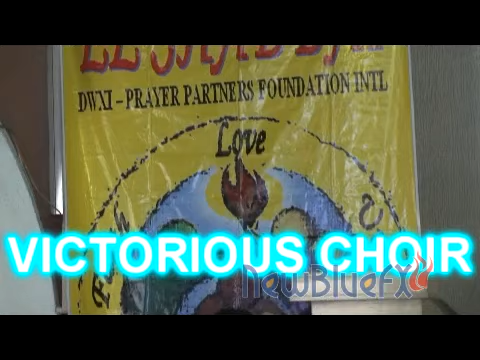 DWXI – PRAYER PARTNERS FOUNDATION INTL
Love
VICTORIOUS CHOIR
NewBlueFX